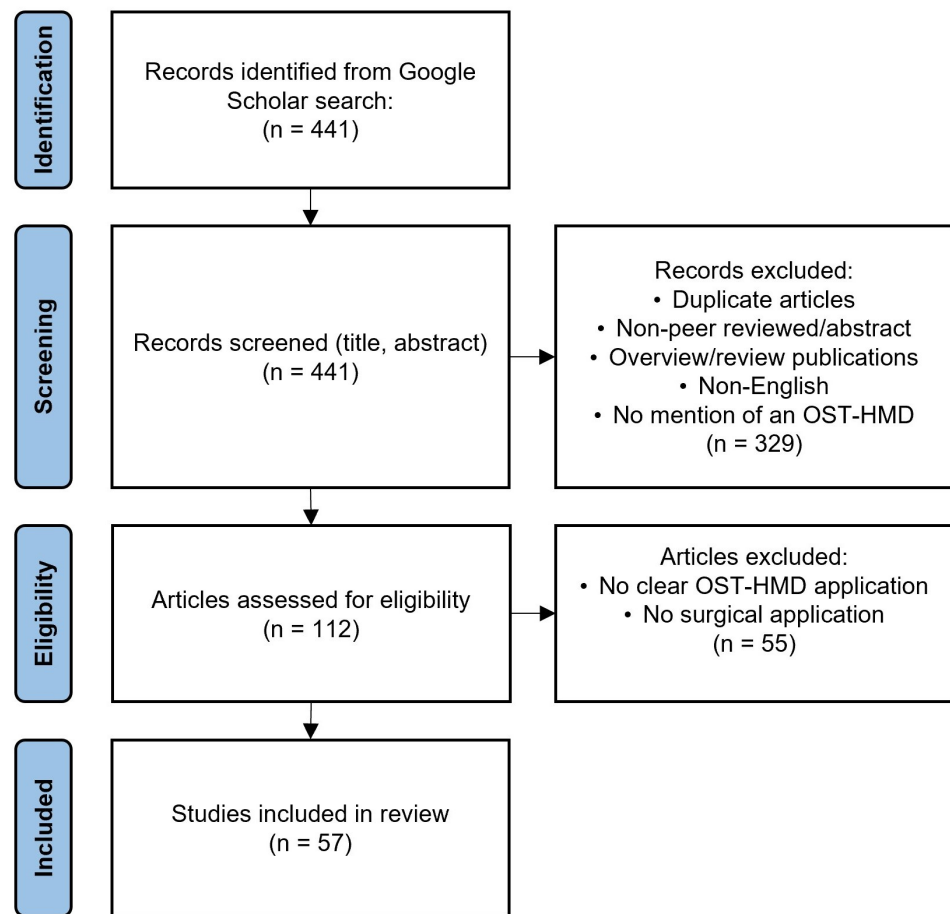 Identification
Records identified from Google
Scholar search:
(n = 441)
Screening
Records screened (title, abstract)
(n = 441)
Records excluded:
• Duplicate articles
• Non-peer reviewed/abstract
• Overview/review publications
• Non-English
• No mention of an OST-HMD
(n = 329)
Eligibility
Articles assessed for eligibility
(n = 112)
Articles excluded:
• No clear OST-HMD application
• No surgical application
(n = 55)
Included
Studies included in review
(n = 57)